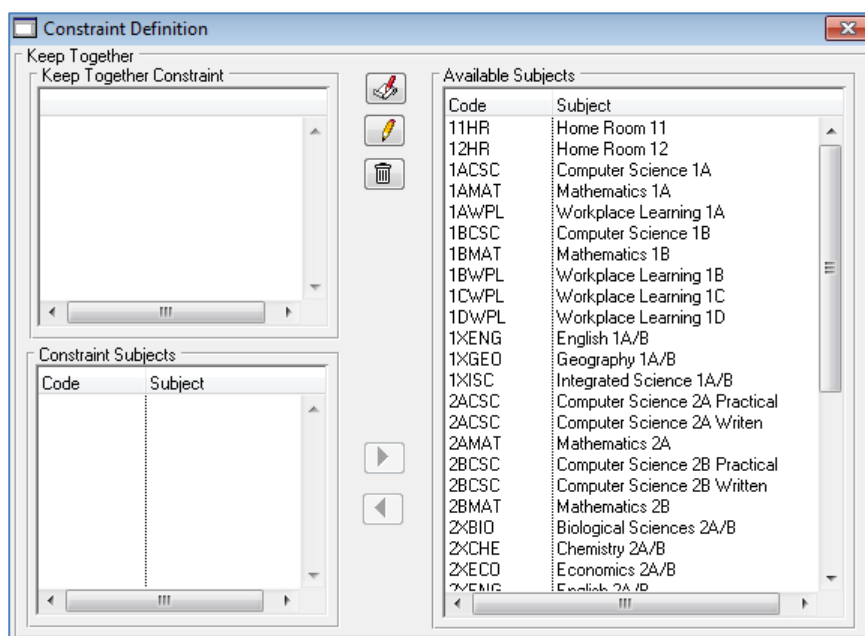 Constraint Definition
Keep Together
Keep Together Constraint
Available Subjects
Code Subject
11HR Home Room 11
12HR Home Room 12
1ACSC Computer Science 1A
1AMAT Mathematics 1A
1AWPL Workplace Learning 1A
1BCSC Computer Science 1B
1BMAT Mathematics 1B
1BWPL Workplace Learning 1B
1CWPL Workplace Learning 1C
1DWPL Workplace Learning 1D
1XENG English 1A/B
1XGEO Geography 1A/B
1XISC Integrated Science 1A/B
2ACSC Computer Science 2A Practical
2ACSC Computer Science 2A Writen
2AMAT Mathematics 2A
2BCSC Computer Science 2B Practical
2BCSC Computer Science 2B Written
2BMAT Mathematics 2B
2XBIO Biological Sciences 2A/B
2XCHE Chemistry 2A/B
2XECO Economics 2A/B
2XENG English 2A/B
Constraint Subjects
Code Subject